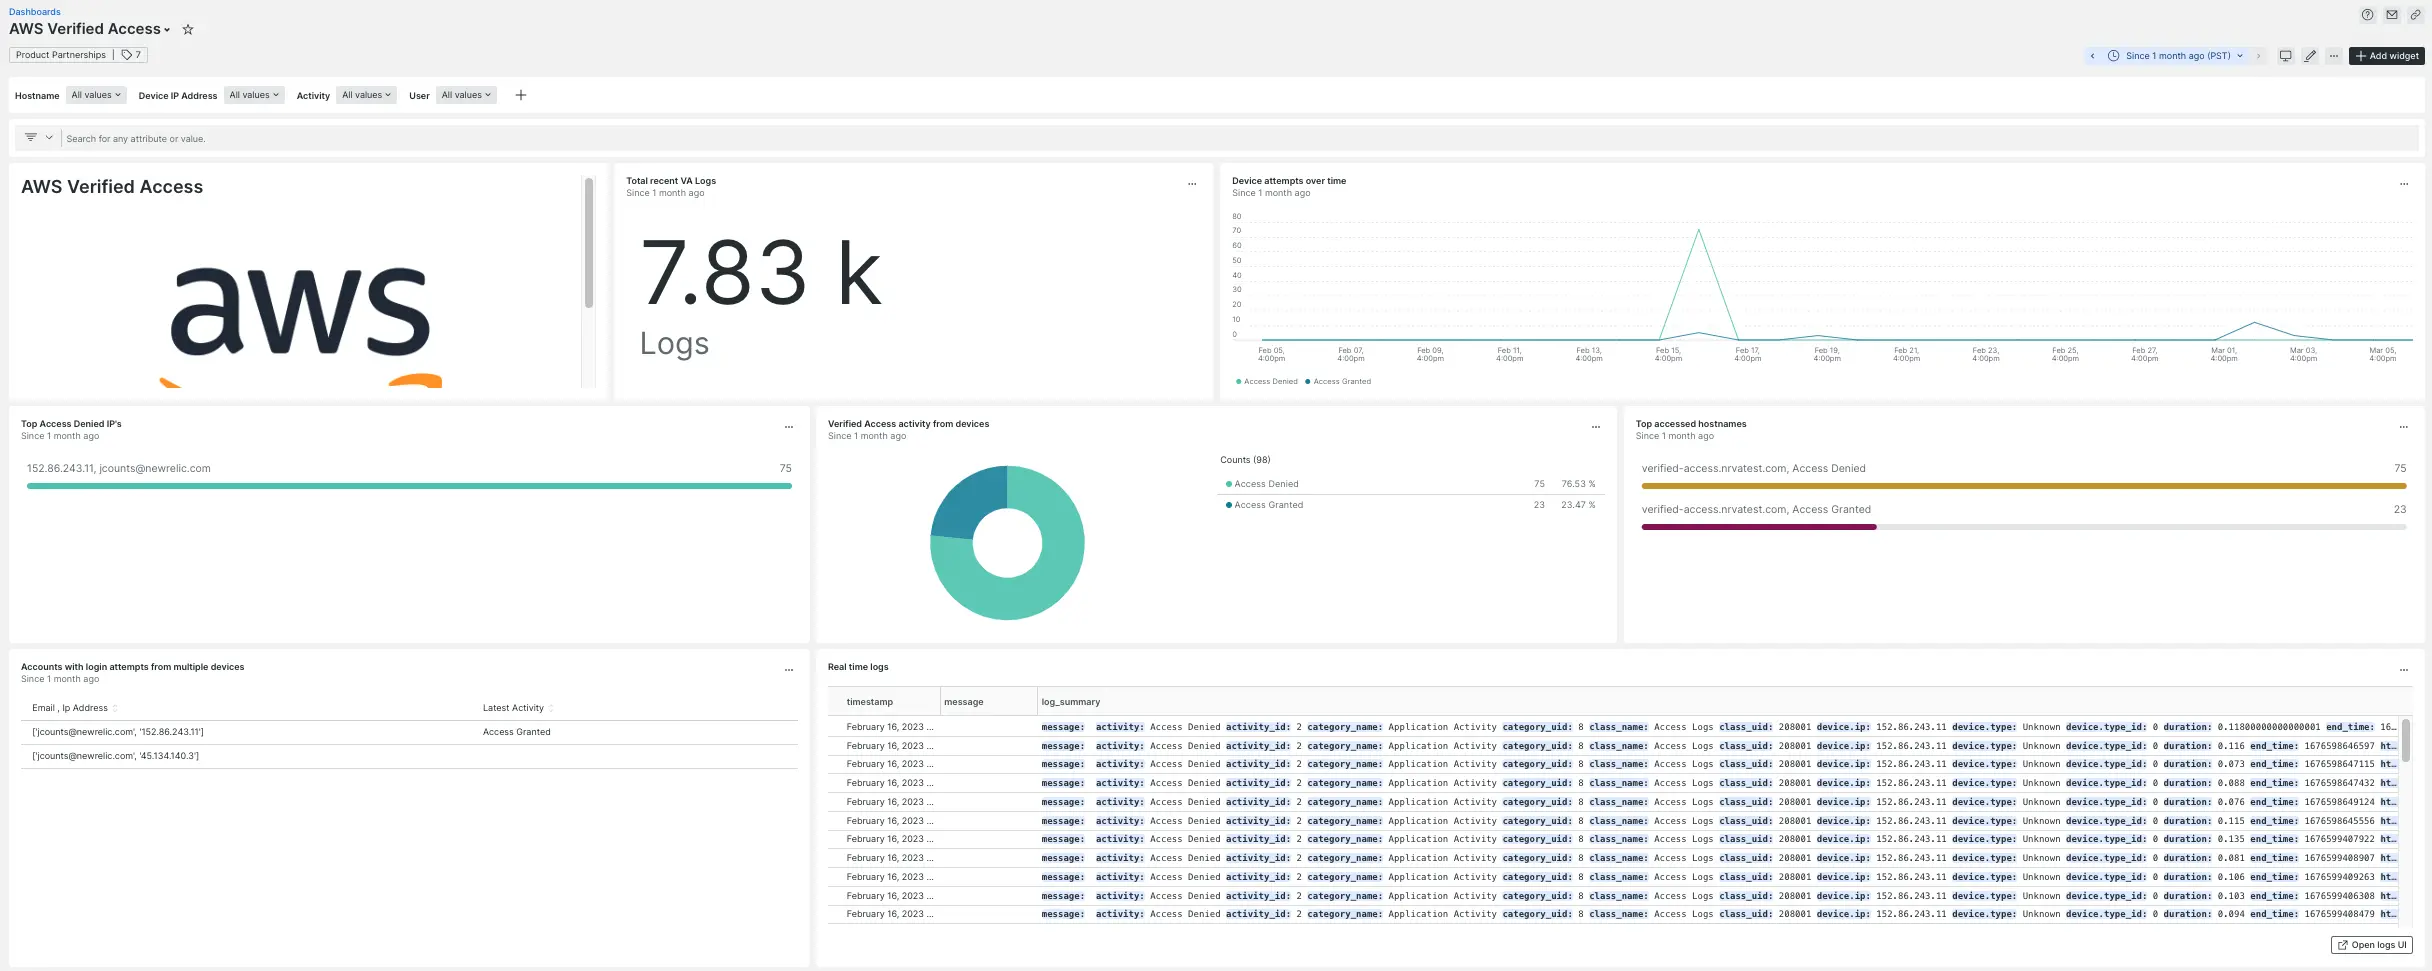 Dashboards
AWS Verified Access
Product Partnerships | 7
Since 1 month ago (PST)
Add widget
Hostname All values Device IP Address All values Activity All values User All values
Search for any attribute or value.
AWS Verified Access
aws
Total recent VA Logs
Since 1 month ago
7.83 k
Logs
Device attempts over time
Since 1 month ago
80
70
60
50
40
30
20
10
0
Feb 05, 4:00pm
Feb 07, 4:00pm
Feb 09, 4:00pm
Feb 11, 4:00pm
Feb 13, 4:00pm
Feb 15, 4:00pm
Feb 17, 4:00pm
Feb 19, 4:00pm
Feb 21, 4:00pm
Feb 23, 4:00pm
Feb 25, 4:00pm
Feb 27, 4:00pm
Mar 01, 4:00pm
Mar 03, 4:00pm
Mar 05, 4:00pm
Access Denied Access Granted
Top Access Denied IP's
Since 1 month ago
152.86.243.11, jcounts@newrelic.com 75
Verified Access activity from devices
Since 1 month ago
Counts (98)
Access Denied 75 76.53 %
Access Granted 23 23.47 %
Top accessed hostnames
Since 1 month ago
verified-access.nrvatest.com, Access Denied 75
verified-access.nrvatest.com, Access Granted 23
Accounts with login attempts from multiple devices
Since 1 month ago
Email , Ip Address Latest Activity
['jcounts@newrelic.com', '152.86.243.11'] Access Granted
['jcounts@newrelic.com', '45.134.140.3']
Real time logs
timestamp message log_summary
February 16, 2023 ... message: activity: Access Denied activity_id: 2 category_name: Application Activity category_uid: 8 class_name: Access Logs class_uid: 208001 device.ip: 152.86.243.11 device.type: Unknown device.type_id: 0 duration: 0.11800000000000001 end_time: 16...
February 16, 2023 ... message: activity: Access Denied activity_id: 2 category_name: Application Activity category_uid: 8 class_name: Access Logs class_uid: 208001 device.ip: 152.86.243.11 device.type: Unknown device.type_id: 0 duration: 0.116 end_time: 1676598646597 ht...
February 16, 2023 ... message: activity: Access Denied activity_id: 2 category_name: Application Activity category_uid: 8 class_name: Access Logs class_uid: 208001 device.ip: 152.86.243.11 device.type: Unknown device.type_id: 0 duration: 0.073 end_time: 1676598647115 ht...
February 16, 2023 ... message: activity: Access Denied activity_id: 2 category_name: Application Activity category_uid: 8 class_name: Access Logs class_uid: 208001 device.ip: 152.86.243.11 device.type: Unknown device.type_id: 0 duration: 0.088 end_time: 1676598647432 ht...
February 16, 2023 ... message: activity: Access Denied activity_id: 2 category_name: Application Activity category_uid: 8 class_name: Access Logs class_uid: 208001 device.ip: 152.86.243.11 device.type: Unknown device.type_id: 0 duration: 0.076 end_time: 1676598649124 ht...
February 16, 2023 ... message: activity: Access Denied activity_id: 2 category_name: Application Activity category_uid: 8 class_name: Access Logs class_uid: 208001 device.ip: 152.86.243.11 device.type: Unknown device.type_id: 0 duration: 0.115 end_time: 1676598645556 ht...
February 16, 2023 ... message: activity: Access Denied activity_id: 2 category_name: Application Activity category_uid: 8 class_name: Access Logs class_uid: 208001 device.ip: 152.86.243.11 device.type: Unknown device.type_id: 0 duration: 0.135 end_time: 1676599407922 ht...
February 16, 2023 ... message: activity: Access Denied activity_id: 2 category_name: Application Activity category_uid: 8 class_name: Access Logs class_uid: 208001 device.ip: 152.86.243.11 device.type: Unknown device.type_id: 0 duration: 0.081 end_time: 1676599408907 ht...
February 16, 2023 ... message: activity: Access Denied activity_id: 2 category_name: Application Activity category_uid: 8 class_name: Access Logs class_uid: 208001 device.ip: 152.86.243.11 device.type: Unknown device.type_id: 0 duration: 0.106 end_time: 1676599409263 ht...
February 16, 2023 ... message: activity: Access Denied activity_id: 2 category_name: Application Activity category_uid: 8 class_name: Access Logs class_uid: 208001 device.ip: 152.86.243.11 device.type: Unknown device.type_id: 0 duration: 0.103 end_time: 1676599406308 ht...
February 16, 2023 ... message: activity: Access Denied activity_id: 2 category_name: Application Activity category_uid: 8 class_name: Access Logs class_uid: 208001 device.ip: 152.86.243.11 device.type: Unknown device.type_id: 0 duration: 0.094 end_time: 1676599408479 ht...
Open logs UI